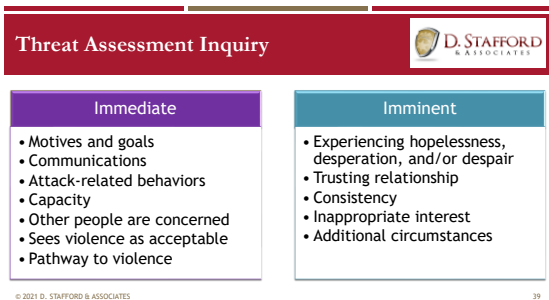 Threat Assessment Inquiry
D. STAFFORD
& ASSOCIATES
Immediate
• Motives and goals
• Communications
• Attack-related behaviors
• Capacity
• Other people are concerned
• Sees violence as acceptable
• Pathway to violence
Imminent
• Experiencing hopelessness,
desperation, and/or despair
• Trusting relationship
• Consistency
• Inappropriate interest
• Additional circumstances
© 2021 D. STAFFORD & ASSOCIATES
39